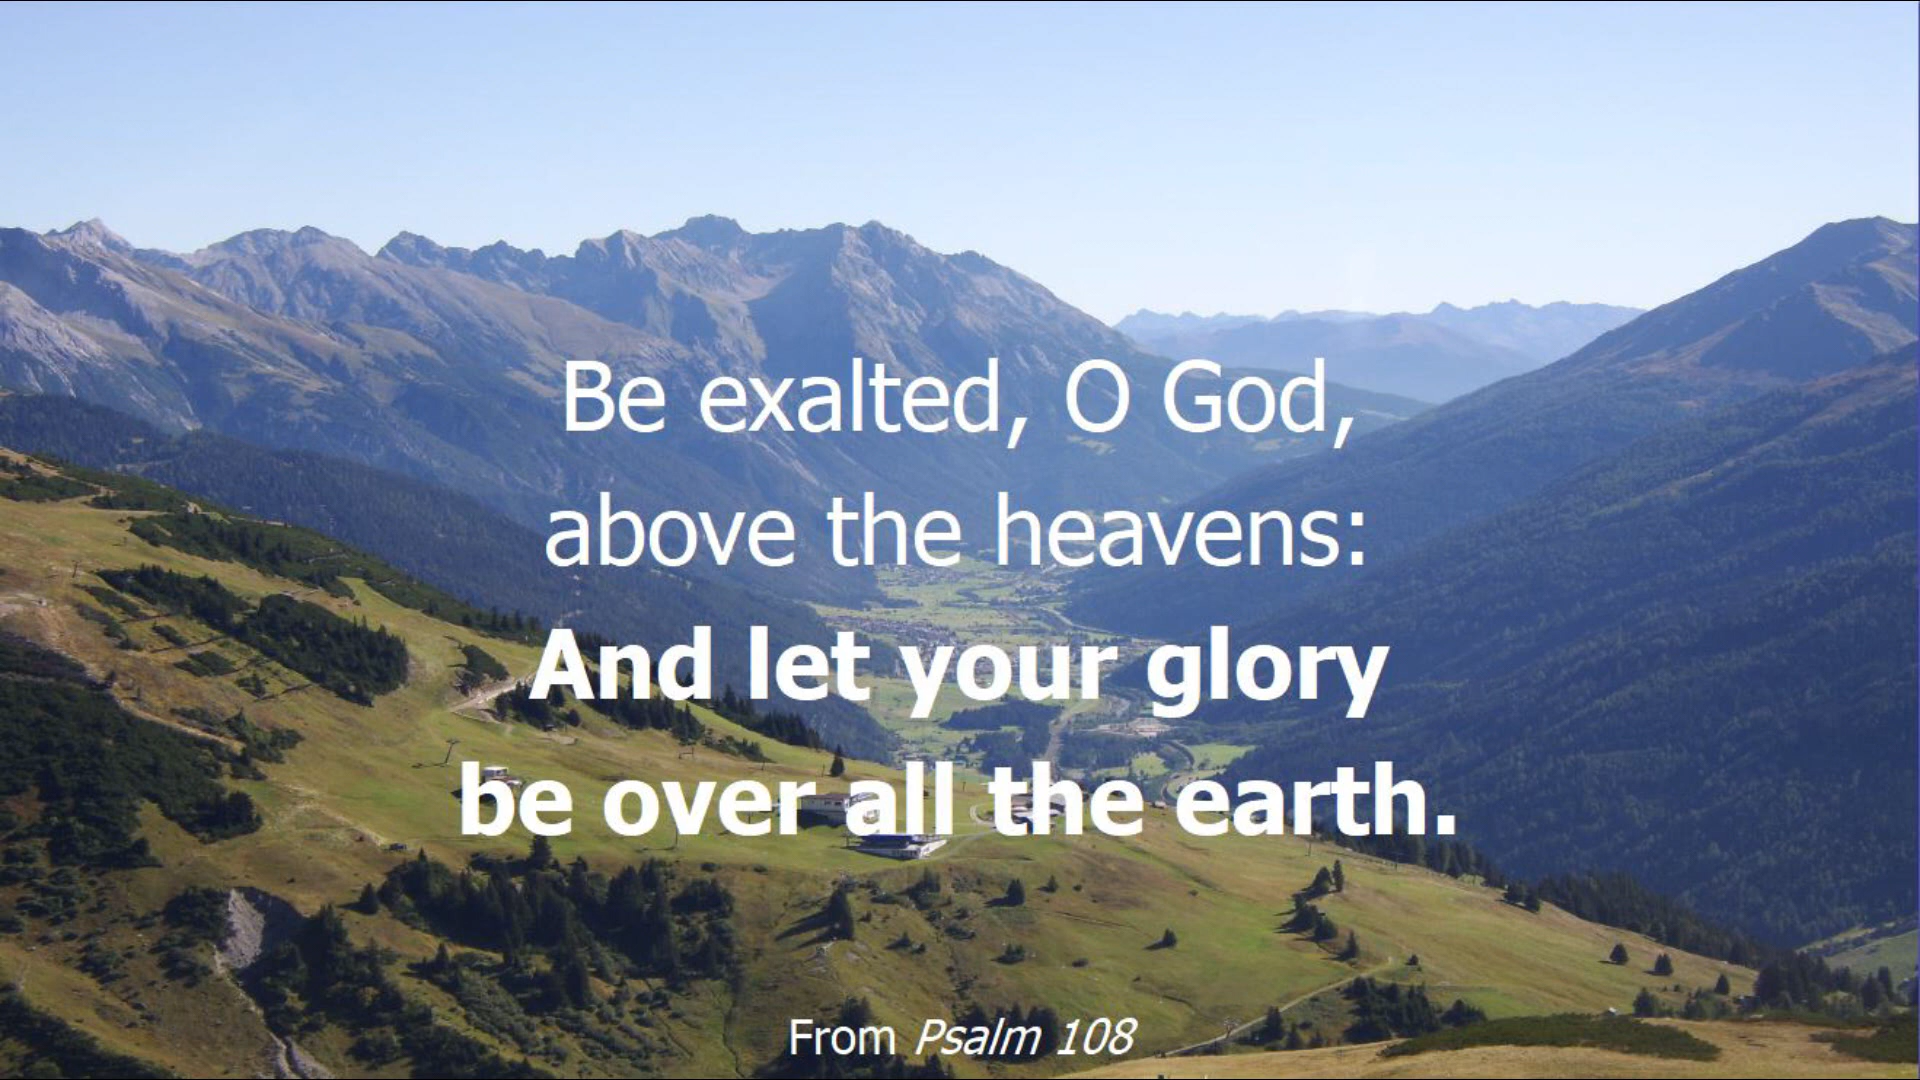 Be exalted, O God,
above the heavens:
And let your glory
be over all the earth.
From Psalm 108